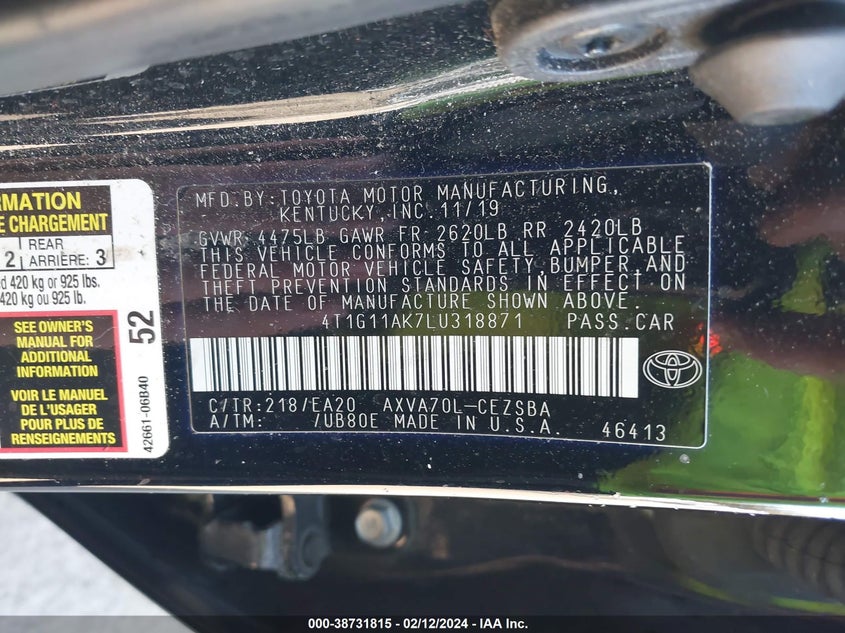 MFD.BY:TOYOTA MOTOR MANUFACTURING,
KENTUCKY, INC. 11/19
GVWR 4475LB GAWR FR 2620LB RR 2420LB
THIS VEHICLE CONFORMS TO ALL APPLICABLE
FEDERAL MOTOR VEHICLE SAFETY,BUMPER,AND
THEFT PREVENTION STANDARDS IN EFFECT ON
THE DATE OF MANUFACTURE SHOWN ABOVE.
4T1G11AK7LU318871 PASS.CAR
C/TR:218/EA20 AXVA70L-CEZSBA
A/TM: /UB80E MADE IN U.S.A. 46413
RMATION
E CHARGEMENT
2 REAR ARRIÈRE: 3
d 420 kg or 925 lbs.
420 kg ou 925 lb.
SEE OWNER'S
MANUAL FOR
ADDITIONAL
INFORMATION
VOIR LE MANUEL
DE L'USAGER
POUR PLUS DE
RENSEIGNEMENTS
52
42661-06B40
000-38731815 - 02/12/2024 - IAA Inc.